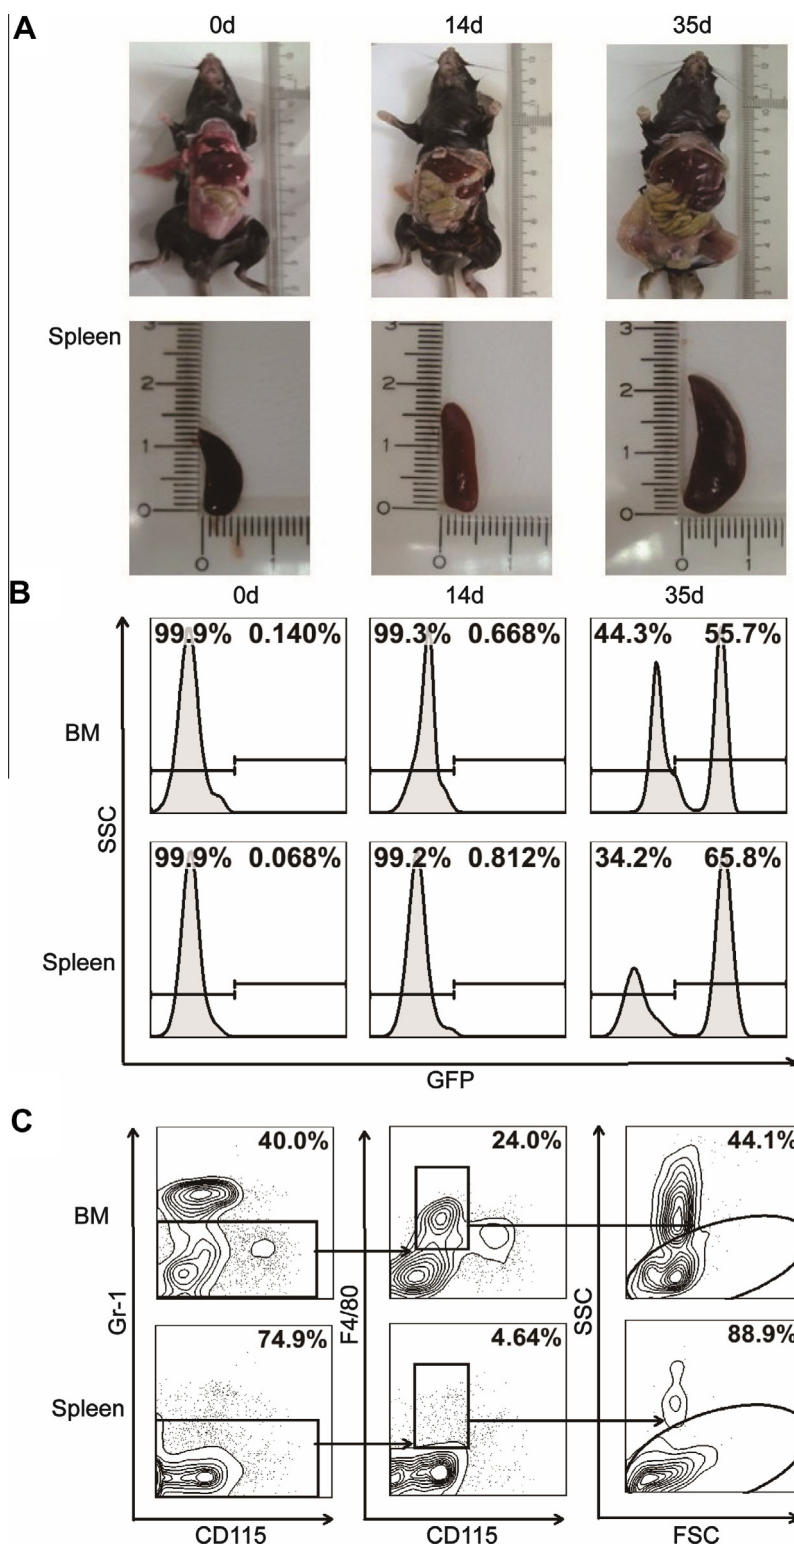 A
0d 14d 35d
Spleen
3 3 3
2 2 2
1 1 1
0 0 0
0 1 0 1 0 1
B
0d 14d 35d
99.9% 0.140% 99.3% 0.668% 44.3% 55.7%
BM
SSC
99.9% 0.068% 99.2% 0.812% 34.2% 65.8%
Spleen
GFP
C
40.0% 24.0% 44.1%
BM
Gr-1 F4/80 SSC
74.9% 4.64% 88.9%
Spleen
CD115 CD115 FSC